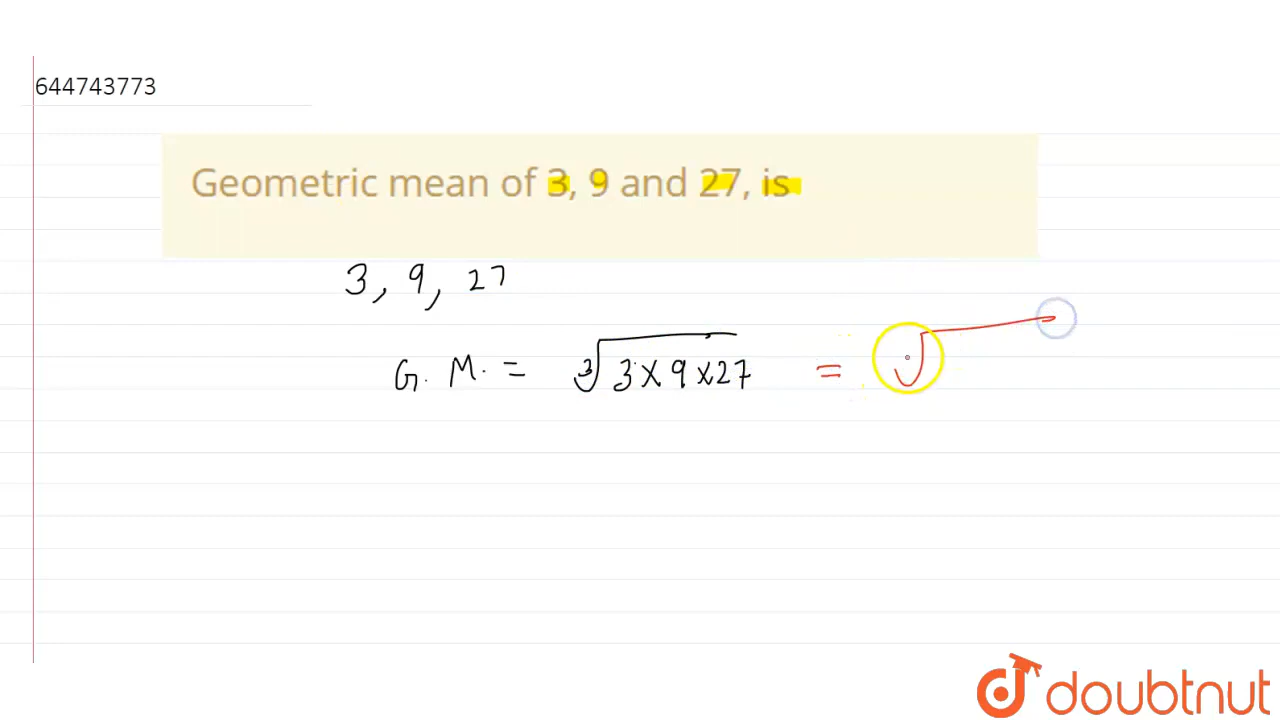 644743773
Geometric mean of 3, 9 and 27, is
3, 9, 27
G. M. = ∛3×9×27 = √
doubtnut